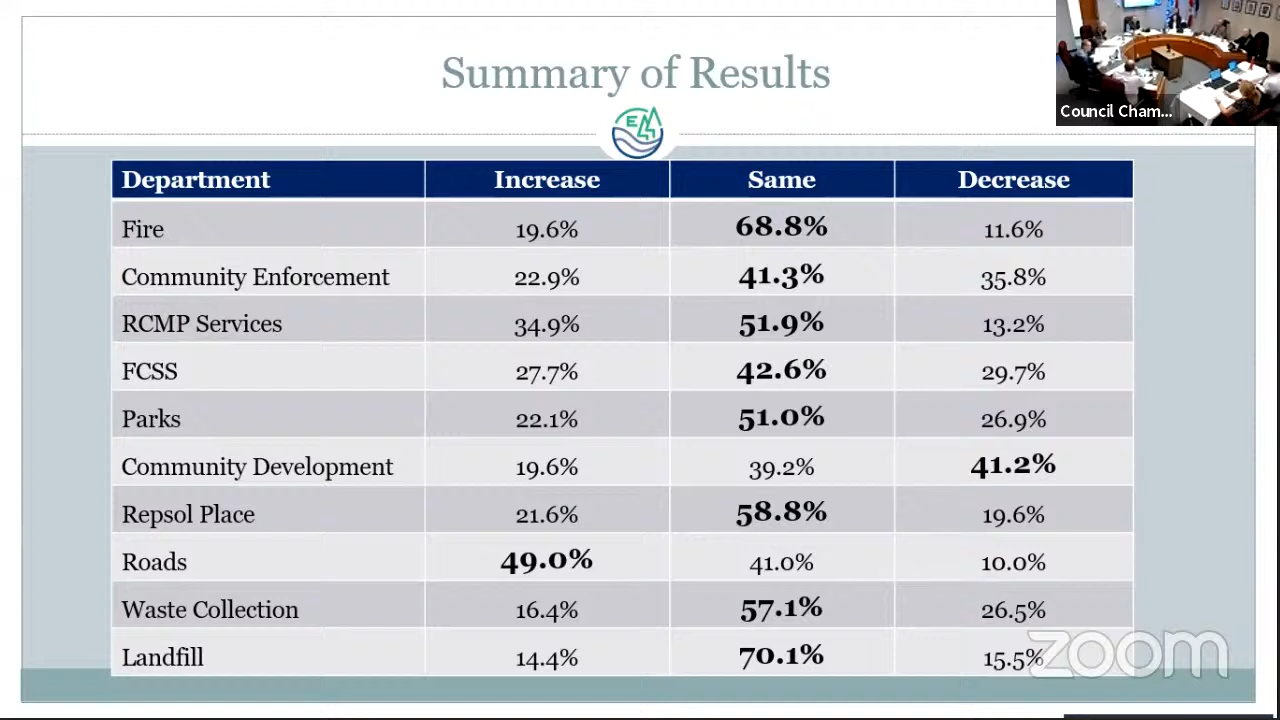 Summary of Results
Council Cham...
E
Department Increase Same Decrease
Fire 19.6% 68.8% 11.6%
Community Enforcement 22.9% 41.3% 35.8%
RCMP Services 34.9% 51.9% 13.2%
FCSS 27.7% 42.6% 29.7%
Parks 22.1% 51.0% 26.9%
Community Development 19.6% 39.2% 41.2%
Repsol Place 21.6% 58.8% 19.6%
Roads 49.0% 41.0% 10.0%
Waste Collection 16.4% 57.1% 26.5%
Landfill 14.4% 70.1% 15.5%
zoom